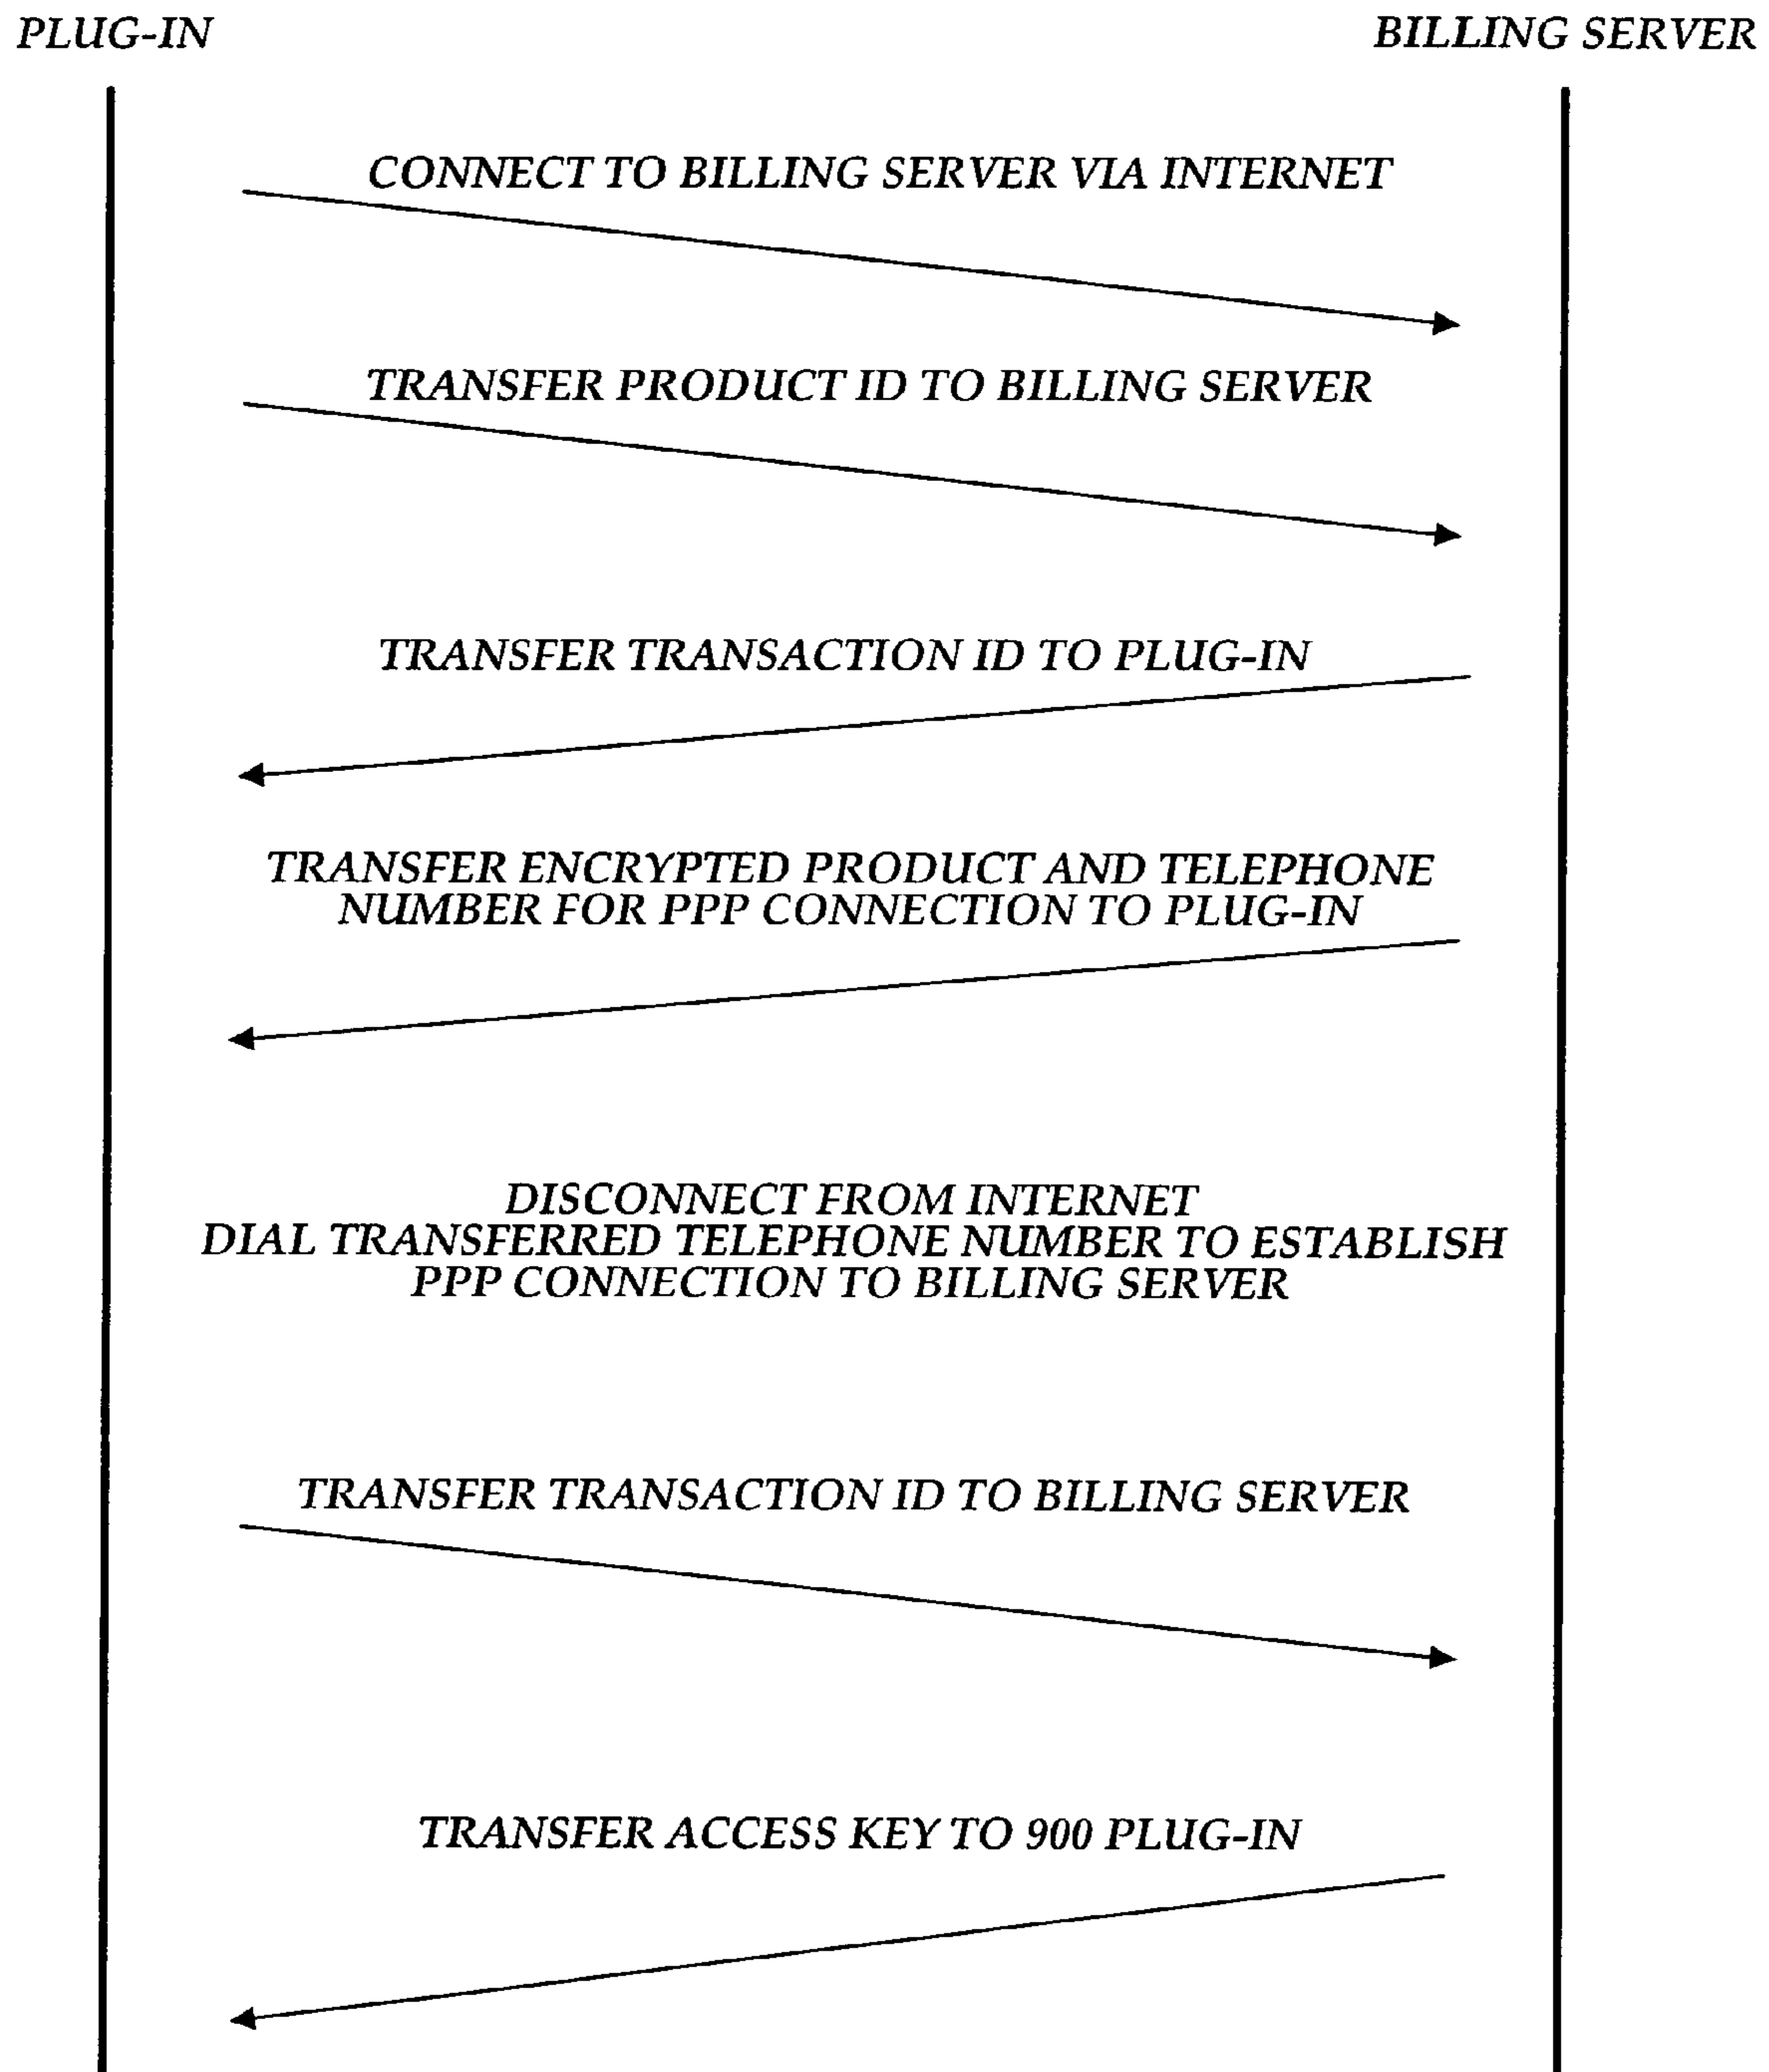 PLUG-IN
BILLING SERVER
CONNECT TO BILLING SERVER VIA INTERNET
TRANSFER PRODUCT ID TO BILLING SERVER
TRANSFER TRANSACTION ID TO PLUG-IN
TRANSFER ENCRYPTED PRODUCT AND TELEPHONE
NUMBER FOR PPP CONNECTION TO PLUG-IN
DISCONNECT FROM INTERNET
DIAL TRANSFERRED TELEPHONE NUMBER TO ESTABLISH
PPP CONNECTION TO BILLING SERVER
TRANSFER TRANSACTION ID TO BILLING SERVER
TRANSFER ACCESS KEY TO 900 PLUG-IN